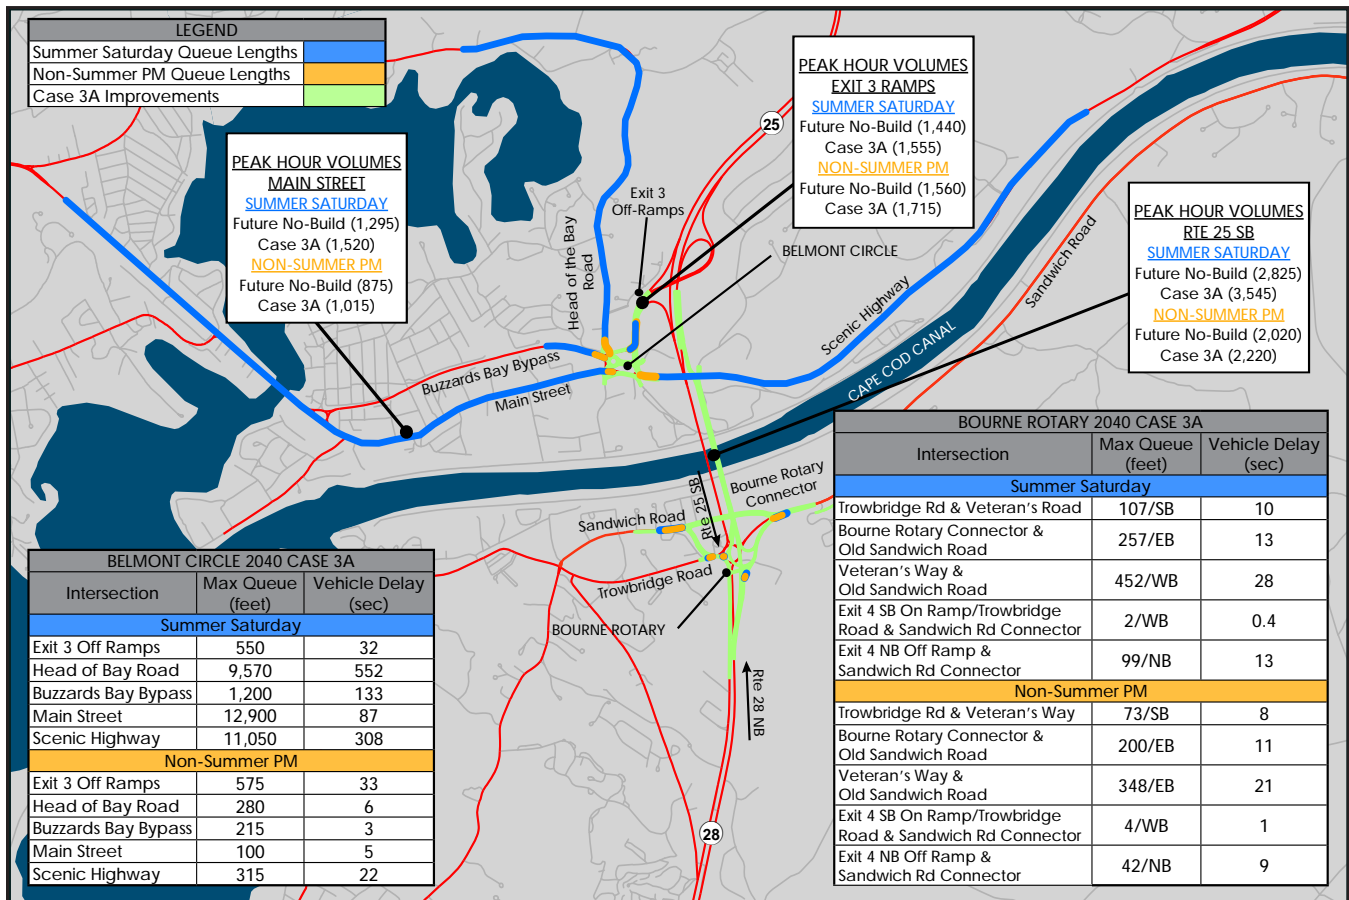 LEGEND
Summer Saturday Queue Lengths
Non-Summer PM Queue Lengths
Case 3A Improvements
PEAK HOUR VOLUMES
MAIN STREET
SUMMER SATURDAY
Future No-Build (1,295)
Case 3A (1,520)
NON-SUMMER PM
Future No-Build (875)
Case 3A (1,015)
PEAK HOUR VOLUMES
EXIT 3 RAMPS
SUMMER SATURDAY
Future No-Build (1,440)
Case 3A (1,555)
NON-SUMMER PM
Future No-Build (1,560)
Case 3A (1,715)
PEAK HOUR VOLUMES
RTE 25 SB
SUMMER SATURDAY
Future No-Build (2,825)
Case 3A (3,545)
NON-SUMMER PM
Future No-Build (2,020)
Case 3A (2,220)
25
Exit 3
Off-Ramps
BELMONT CIRCLE
Head of the Bay
Road
Scenic Highway
Sandwich Road
CAPE COD CANAL
Buzzards Bay Bypass
Main Street
Bourne Rotary
Connector
Rte 25 SB
Sandwich Road
Trowbridge Road
BOURNE ROTARY
Rte 28 NB
28
BELMONT CIRCLE 2040 CASE 3A
Intersection Max Queue (feet) Vehicle Delay (sec)
Summer Saturday
Exit 3 Off Ramps 550 32
Head of Bay Road 9,570 552
Buzzards Bay Bypass 1,200 133
Main Street 12,900 87
Scenic Highway 11,050 308
Non-Summer PM
Exit 3 Off Ramps 575 33
Head of Bay Road 280 6
Buzzards Bay Bypass 215 3
Main Street 100 5
Scenic Highway 315 22
BOURNE ROTARY 2040 CASE 3A
Intersection Max Queue (feet) Vehicle Delay (sec)
Summer Saturday
Trowbridge Rd & Veteran's Road 107/SB 10
Bourne Rotary Connector &
Old Sandwich Road 257/EB 13
Veteran's Way &
Old Sandwich Road 452/WB 28
Exit 4 SB On Ramp/Trowbridge
Road & Sandwich Rd Connector 2/WB 0.4
Exit 4 NB Off Ramp &
Sandwich Rd Connector 99/NB 13
Non-Summer PM
Trowbridge Rd & Veteran's Way 73/SB 8
Bourne Rotary Connector &
Old Sandwich Road 200/EB 11
Veteran's Way &
Old Sandwich Road 348/EB 21
Exit 4 SB On Ramp/Trowbridge
Road & Sandwich Rd Connector 4/WB 1
Exit 4 NB Off Ramp &
Sandwich Rd Connector 42/NB 9